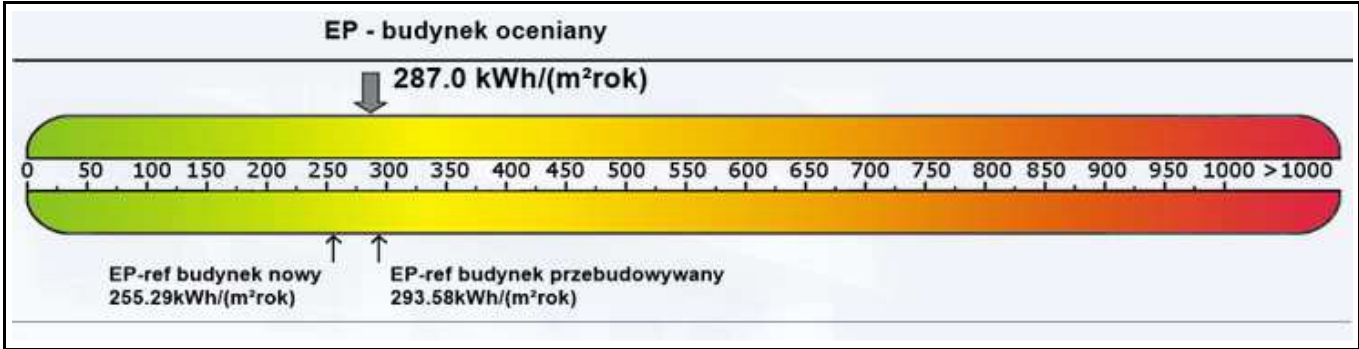 EP - budynek oceniany
287.0 kWh/(m²rok)
0 50 100 150 200 250 300 350 400 450 500 550 600 650 700 750 800 850 900 950 1000 >1000
EP-ref budynek nowy
255.29kWh/(m²rok)
EP-ref budynek przebudowywany
293.58kWh/(m²rok)